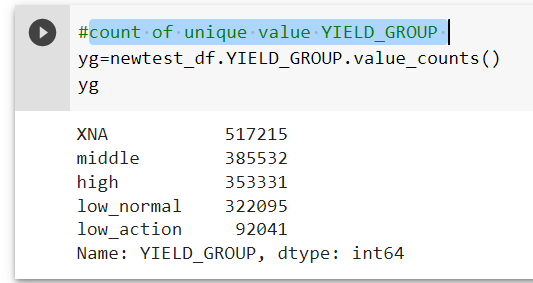 #count of unique value YIELD_GROUP
yg=newtest_df.YIELD_GROUP.value_counts()
yg
XNA 517215
middle 385532
high 353331
low_normal 322095
low_action 92041
Name: YIELD_GROUP, dtype: int64